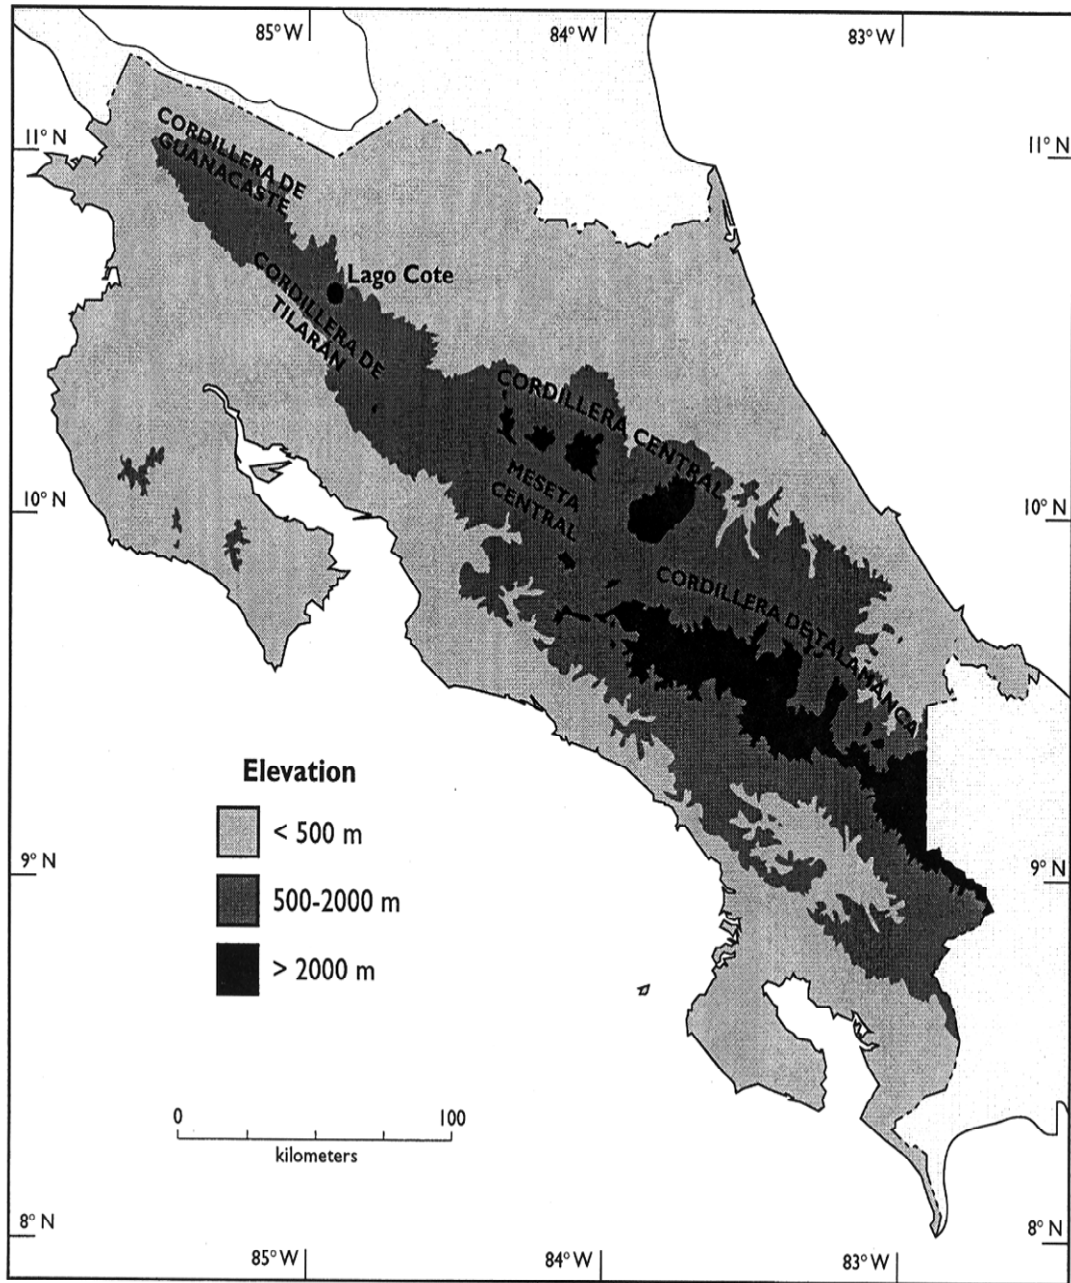 85° W
84° W
83° W
11° N
11° N
CORDILLERA DE
GUANACASTE
Lago Cote
CORDILLERA DE
TILARÁN
CORDILLERA CENTRAL
MESETA
CENTRAL
10° N
10° N
CORDILLERA DE TALAMANCA
Elevation
< 500 m
500-2000 m
> 2000 m
9° N
9° N
0
100
kilometers
8° N
8° N
85° W
84° W
83° W